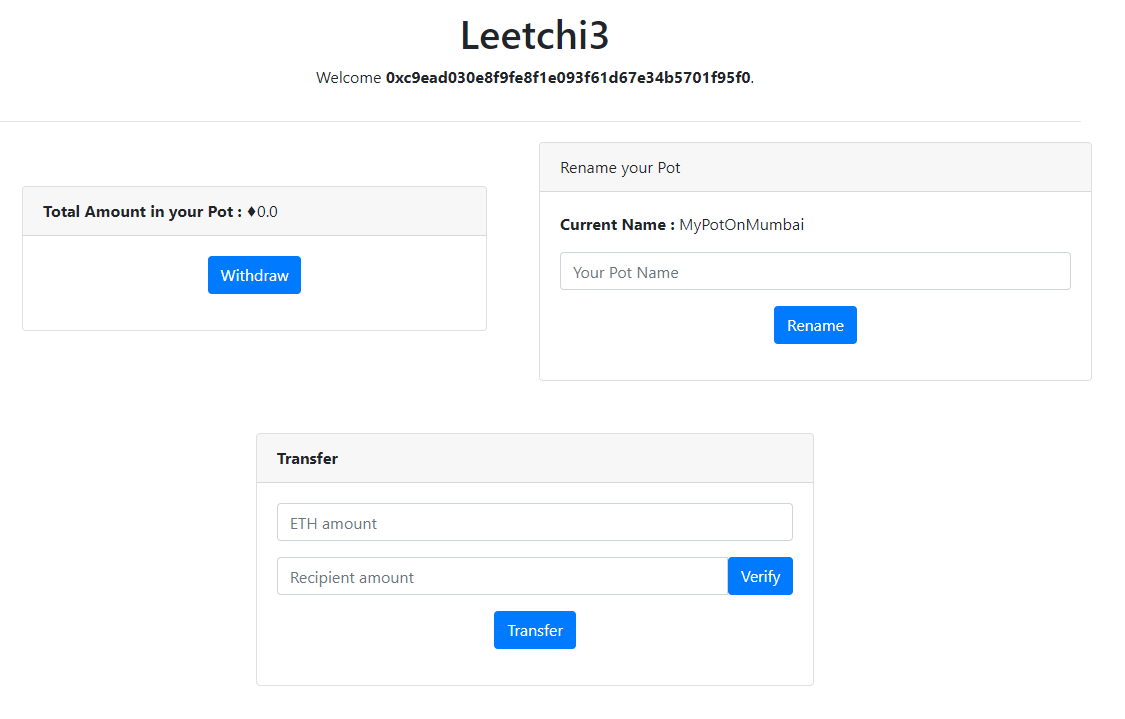 Leetchi3
Welcome 0xc9ead030e8f9fe8f1e093f61d67e34b5701f95f0.
Total Amount in your Pot : ♦0.0
Withdraw
Rename your Pot
Current Name : MyPotOnMumbai
Your Pot Name
Rename
Transfer
ETH amount
Recipient amount
Verify
Transfer